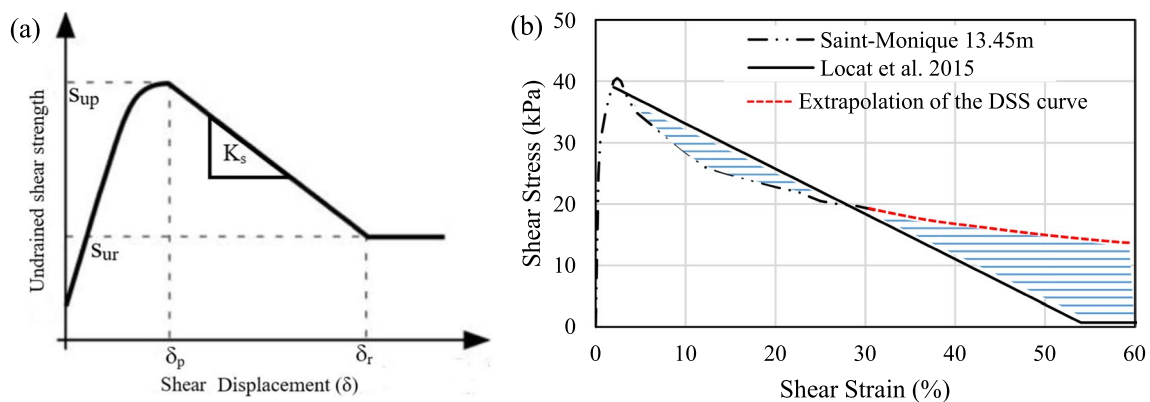 (a)
Undrained shear strength
Sup
Sur
Ks
δp
δr
Shear Displacement (δ)
(b)
Shear Stress (kPa)
50
40
30
20
10
0
Saint-Monique 13.45m
Locat et al. 2015
Extrapolation of the DSS curve
0 10 20 30 40 50 60
Shear Strain (%)